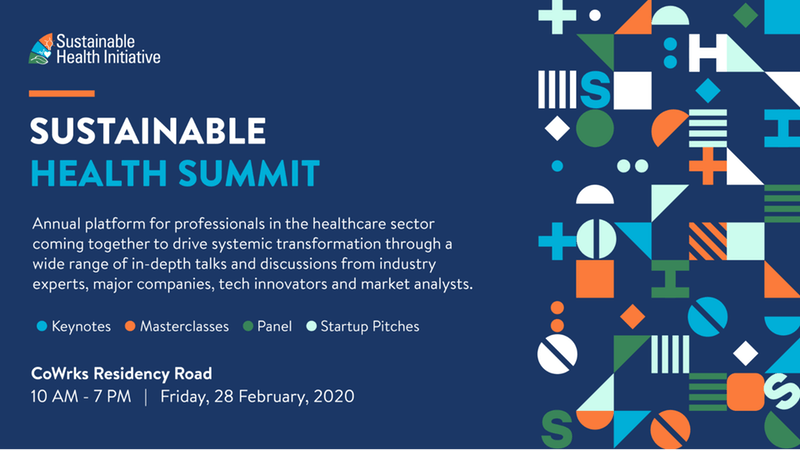 Sustainable
Health Initiative
SUSTAINABLE
HEALTH SUMMIT
Annual platform for professionals in the healthcare sector
coming together to drive systemic transformation through a
wide range of in-depth talks and discussions from industry
experts, major companies, tech innovators and market analysts.
Keynotes Masterclasses Panel Startup Pitches
CoWrks Residency Road
10 AM - 7 PM | Friday, 28 February, 2020
H
S
H
H
S
S